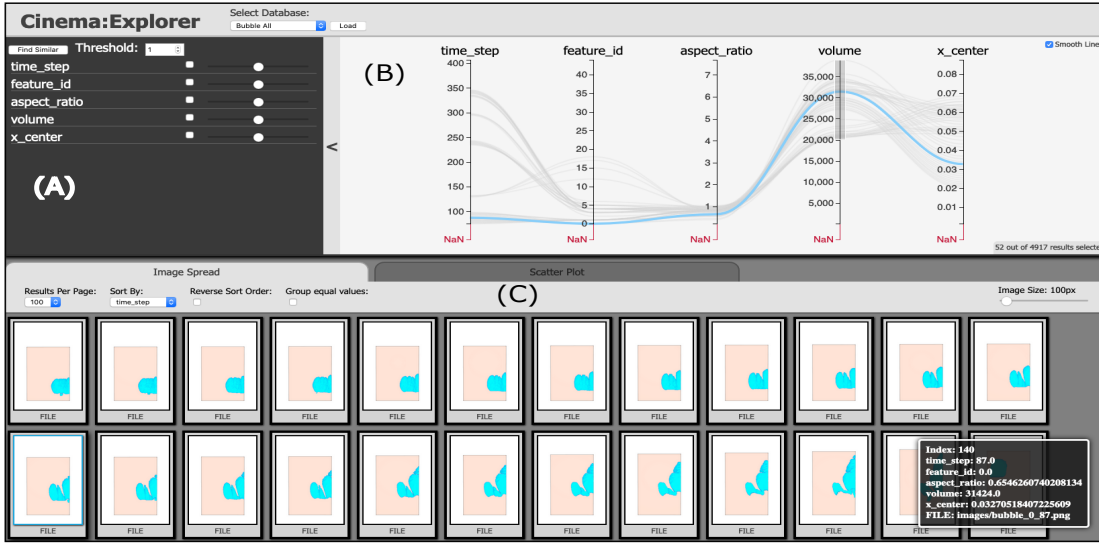 Cinema:Explorer
Select Database:
Bubble All
Load
Find Similar Threshold: 1
time_step
feature_id
aspect_ratio
volume
x_center
(A)
<
(B)
Smooth Line
time_step feature_id aspect_ratio volume x_center
400 350 300 250 200 150 100 NaN
40 35 30 25 20 15 10 5 0 NaN
7 6 5 4 3 2 1 NaN
35,000 30,000 25,000 20,000 15,000 10,000 5,000 NaN
0.08 0.07 0.06 0.05 0.04 0.03 0.02 0.01 NaN
52 out of 4917 results selecte
Image Spread Scatter Plot
Results Per Page: Sort By: Reverse Sort Order: Group equal values:
100 time_step
(C)
Image Size: 100px
FILE FILE FILE FILE FILE FILE FILE FILE FILE FILE FILE FILE
FILE FILE FILE FILE FILE FILE FILE FILE FILE FILE FILE FILE
Index: 140
time_step: 87.0
feature_id: 0.0
aspect_ratio: 0.6546260740208134
volume: 31424.0
x_center: 0.03270518407225609
FILE: images/bubble_0_87.png